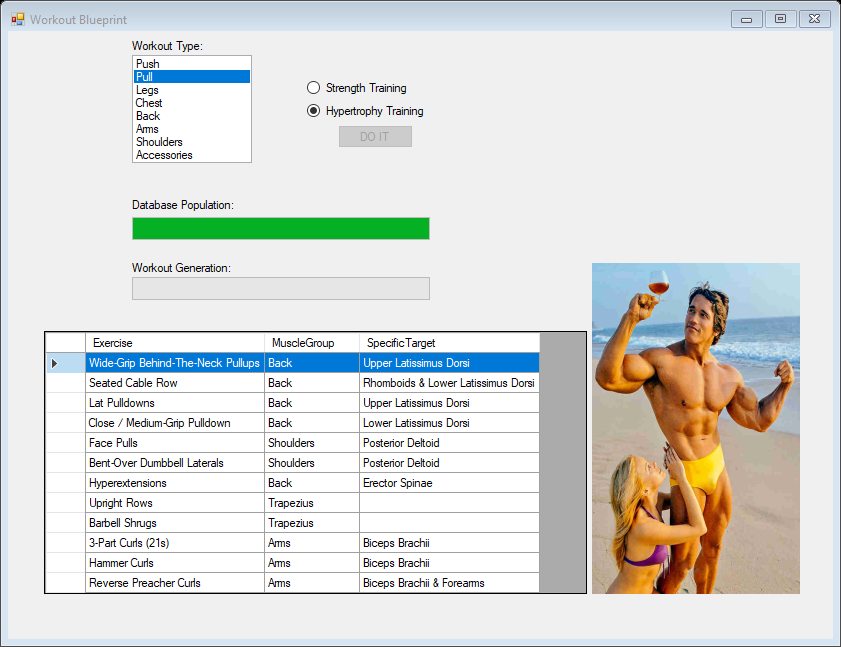 Workout Blueprint
Workout Type:
Push
Pull
Legs
Chest
Back
Arms
Shoulders
Accessories
Strength Training
Hypertrophy Training
DO IT
Database Population:
Workout Generation:
Exercise MuscleGroup SpecificTarget
Wide-Grip Behind-The-Neck Pullups Back Upper Latissimus Dorsi
Seated Cable Row Back Rhomboids & Lower Latissimus Dorsi
Lat Pulldowns Back Upper Latissimus Dorsi
Close / Medium-Grip Pulldown Back Lower Latissimus Dorsi
Face Pulls Shoulders Posterior Deltoid
Bent-Over Dumbbell Laterals Shoulders Posterior Deltoid
Hyperextensions Back Erector Spinae
Upright Rows Trapezius
Barbell Shrugs Trapezius
3-Part Curls (21s) Arms Biceps Brachii
Hammer Curls Arms Biceps Brachii
Reverse Preacher Curls Arms Biceps Brachii & Forearms